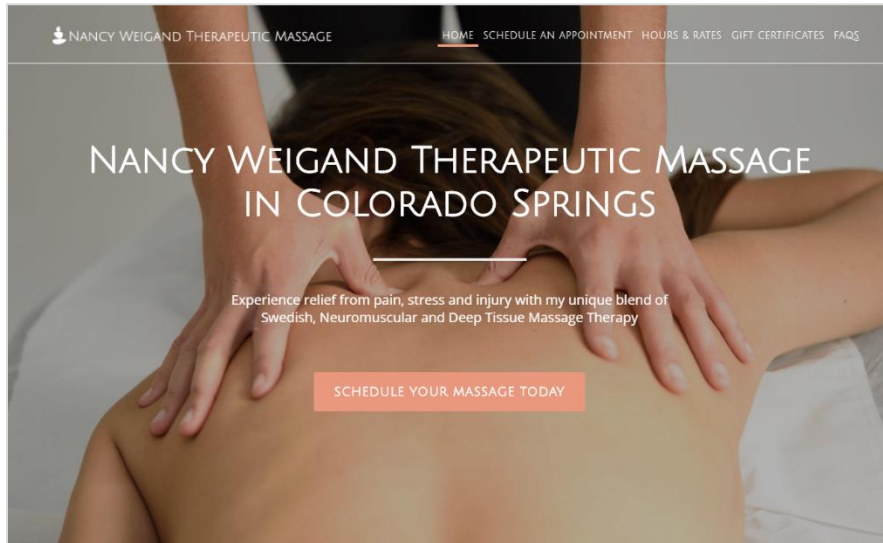 Nancy Weigand Therapeutic Massage
HOME SCHEDULE AN APPOINTMENT HOURS & RATES GIFT CERTIFICATES FAQS
Nancy Weigand Therapeutic Massage
in Colorado Springs
Experience relief from pain, stress and injury with my unique blend of
Swedish, Neuromuscular and Deep Tissue Massage Therapy
SCHEDULE YOUR MASSAGE TODAY